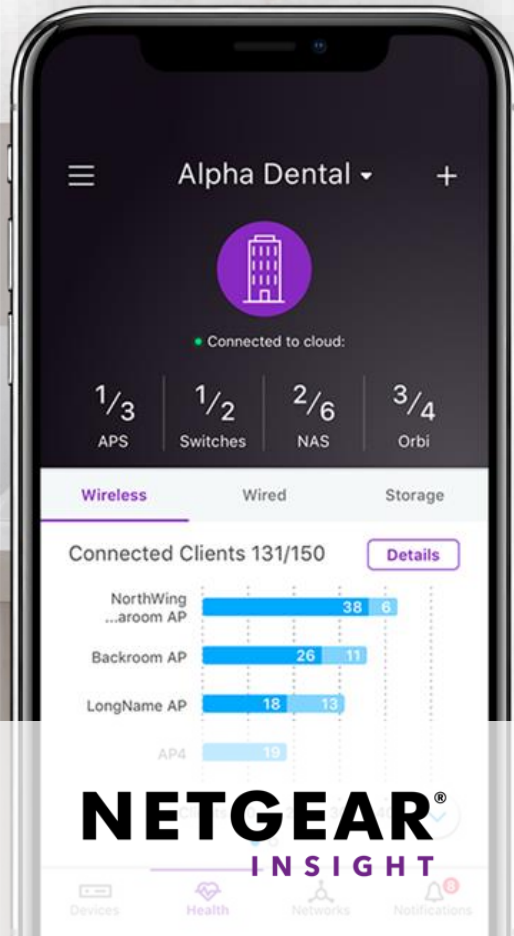 Alpha Dental
Connected to cloud:
1/3 1/2 2/6 3/4
APS Switches NAS Orbi
Wireless Wired Storage
Connected Clients 131/150 Details
NorthWing
...aroom AP 38 6
Backroom AP 26 11
LongName AP 18 13
AP4 19
NETGEAR®
INSIGHT
Devices Health Networks Notifications 8